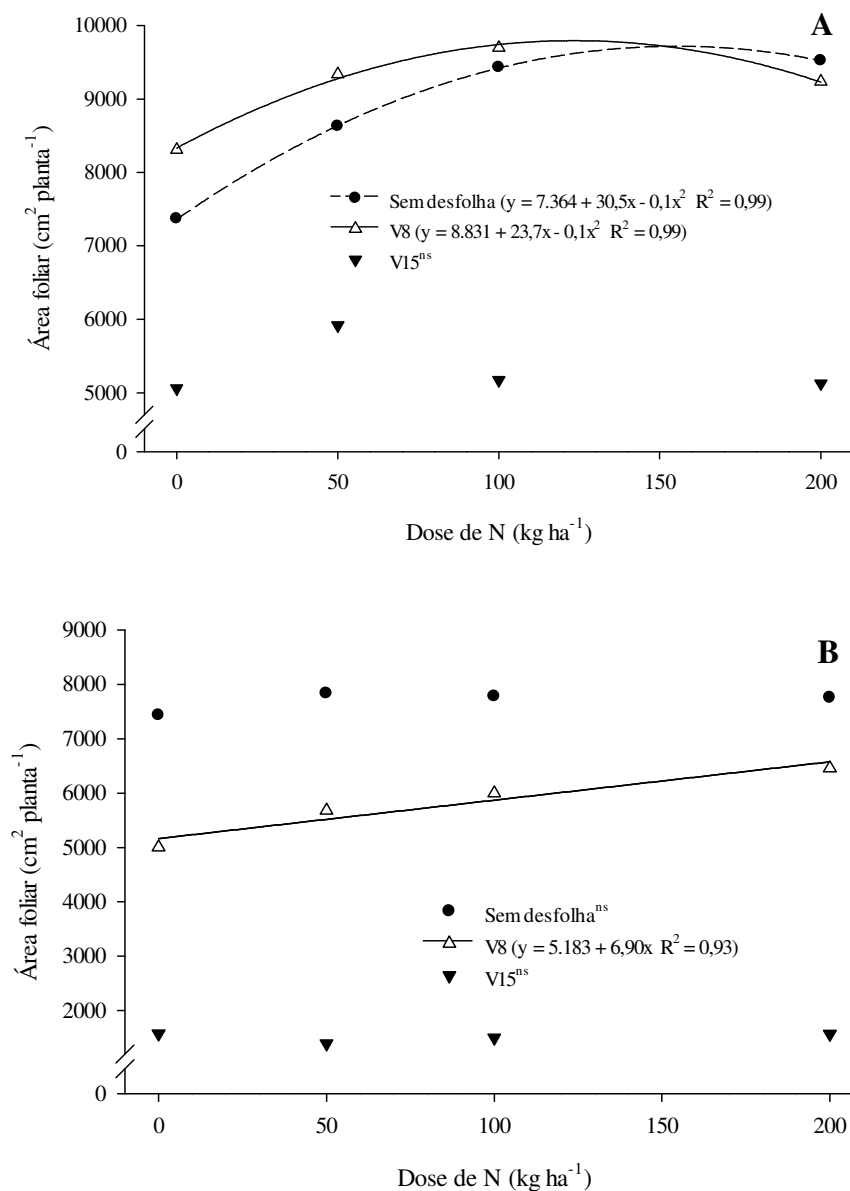 A
10000
9000
8000
7000
6000
5000
0
Área foliar (cm² planta⁻¹)
Sem desfolha (y = 7.364 + 30,5x - 0,1x² R² = 0,99)
V8 (y = 8.831 + 23,7x - 0,1x² R² = 0,99)
V15ⁿˢ
0 50 100 150 200
Dose de N (kg ha⁻¹)
B
9000
8000
7000
6000
5000
4000
3000
2000
0
Área foliar (cm² planta⁻¹)
Sem desfolhaⁿˢ
V8 (y = 5.183 + 6,90x R² = 0,93)
V15ⁿˢ
0 50 100 150 200
Dose de N (kg ha⁻¹)